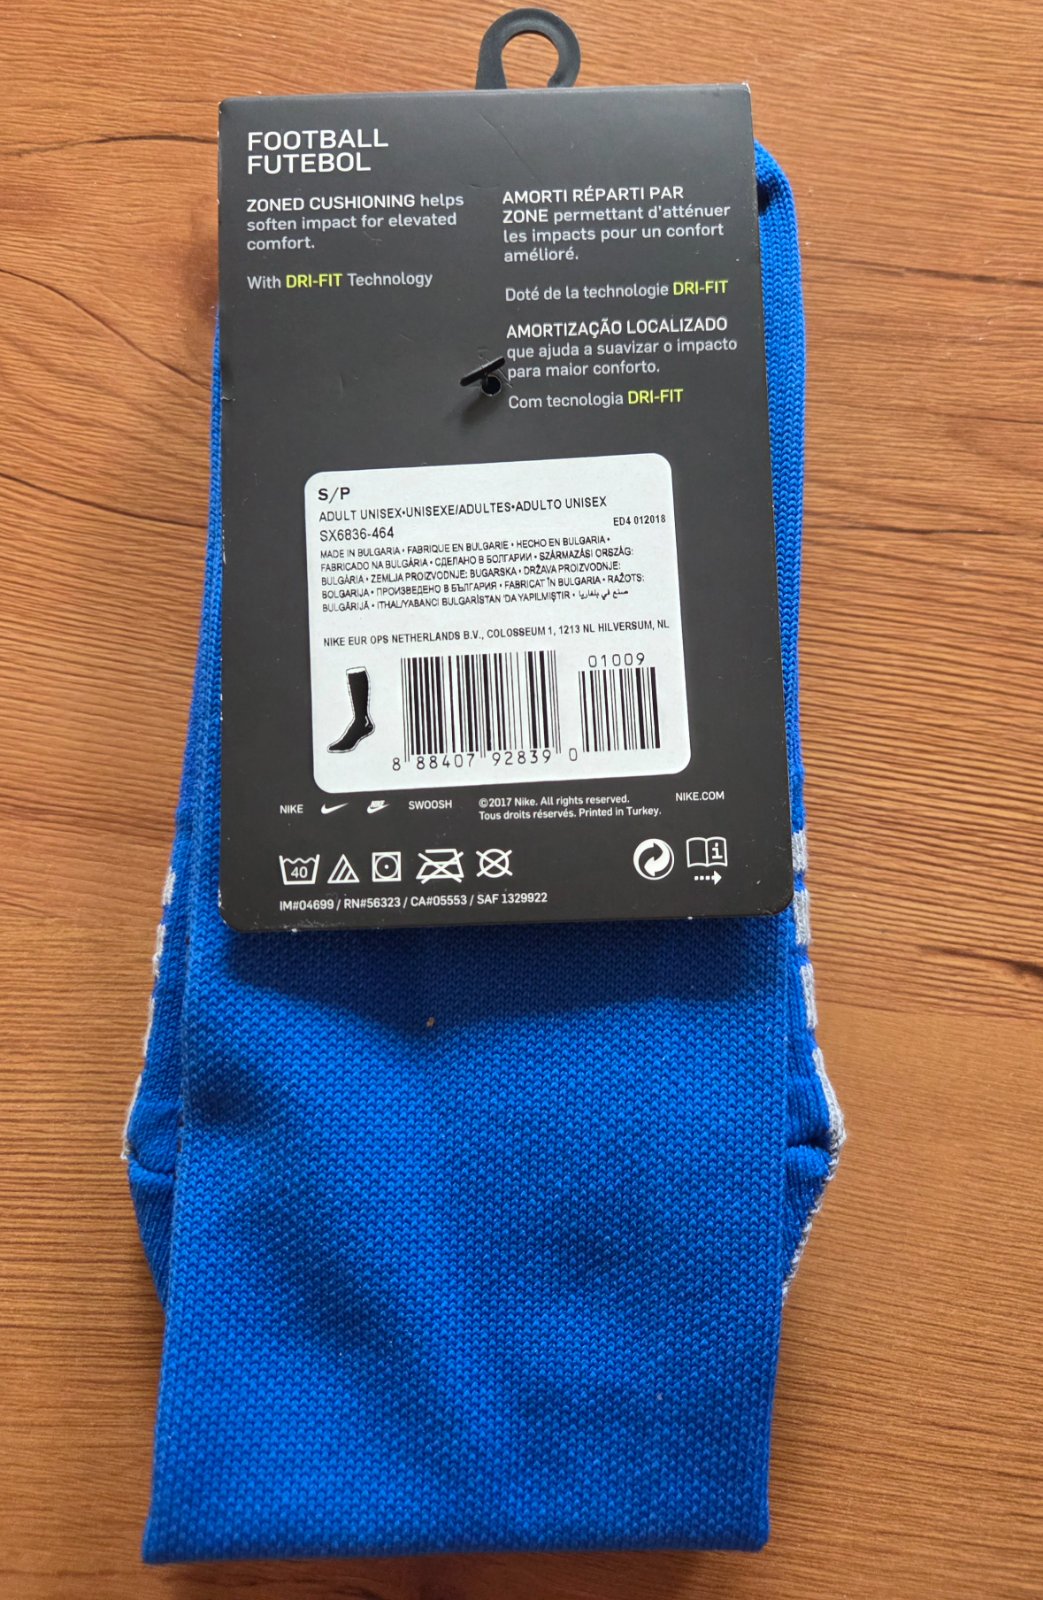 FOOTBALL
FUTEBOL
ZONED CUSHIONING helps
soften impact for elevated
comfort.
With DRI-FIT Technology
AMORTI RÉPARTI PAR
ZONE permettant d'atténuer
les impacts pour un confort
amélioré.
Doté de la technologie DRI-FIT
AMORTIZAÇÃO LOCALIZADO
que ajuda a suavizar o impacto
para maior conforto.
Com tecnologia DRI-FIT
S/P
ADULT UNISEX•UNISEXE/ADULTES•ADULTO UNISEX
SX6836-464
ED4 012018
MADE IN BULGARIA • FABRIQUE EN BULGARIE • HECHO EN BULGARIA •
FABRICADO NA BULGÁRIA • СДЕЛАНО В БОЛГАРИИ • SZÁRMAZÁSI ORSZÁG:
BULGÁRIA • ZEMLJA PROIZVODNJE: BUGARSKA • DRŽAVA PROIZVODNJE:
BOLGARIJA • ПРОИЗВЕДЕНО В БЪЛГАРИЯ • FABRICAT ÎN BULGARIA • RAŽOTS:
BULGĀRIJĀ • ITHAL/YABANCI BULGARİSTAN 'DA YAPILMIŞTIR • صنع في بلغاريا
NIKE EUR OPS NETHERLANDS B.V., COLOSSEUM 1, 1213 NL HILVERSUM, NL
01009
8 88407 92839 0
NIKE
SWOOSH
©2017 Nike. All rights reserved.
Tous droits réservés. Printed in Turkey.
NIKE.COM
40
IM#04699 / RN#56323 / CA#05553 / SAF 1329922